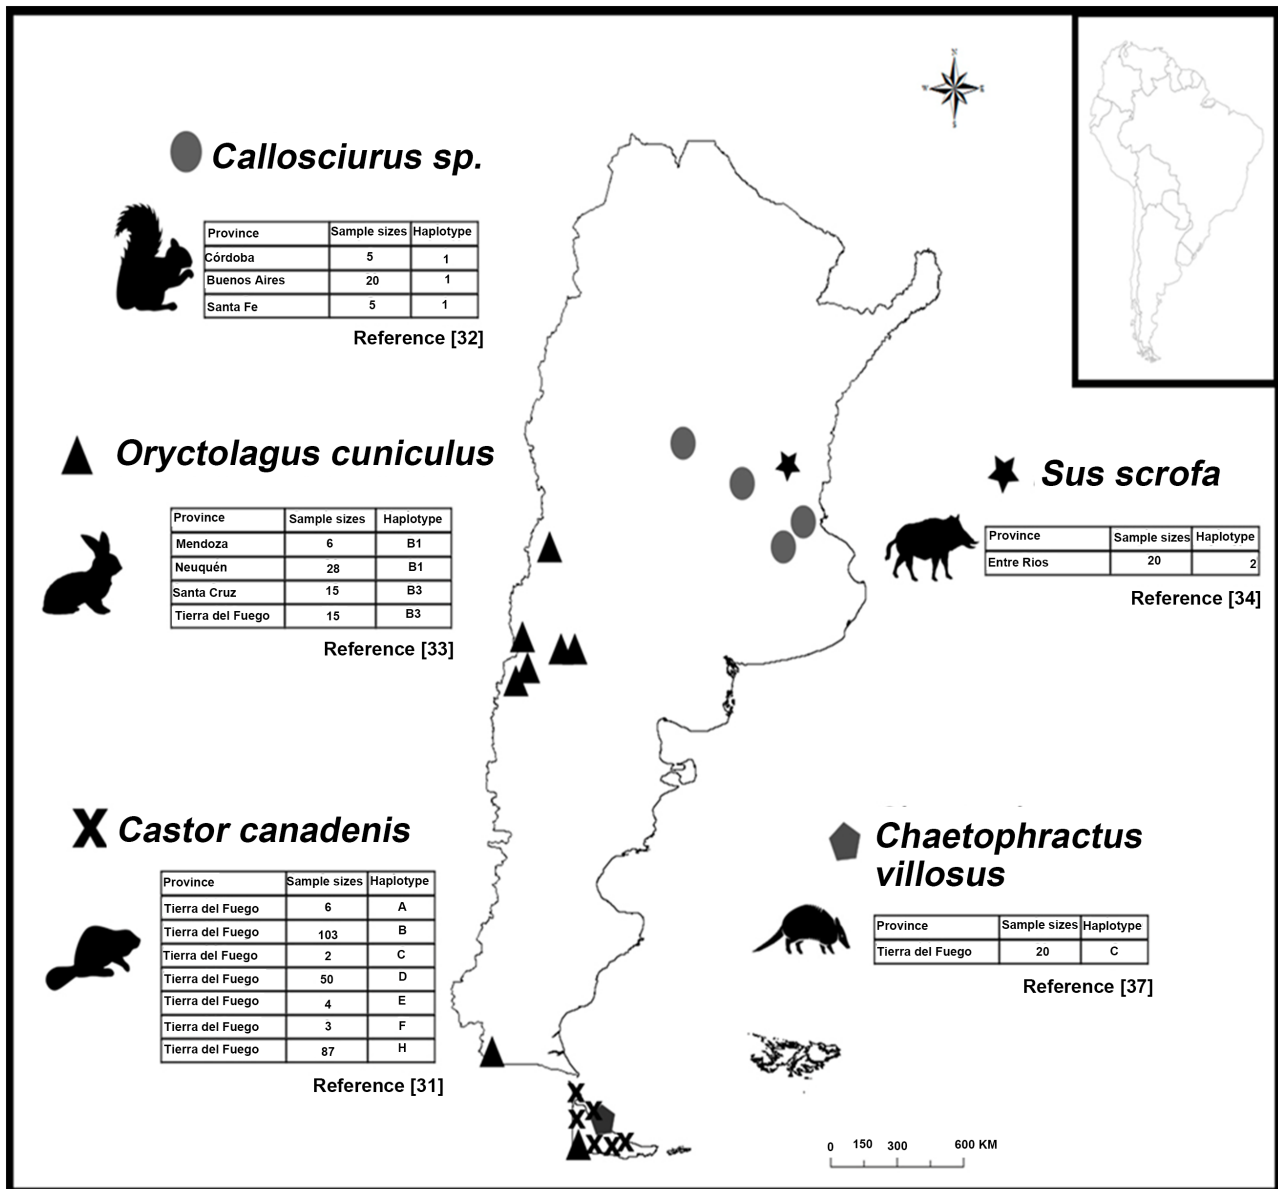 Callosciurus sp.
Province Sample sizes Haplotype
Córdoba 5 1
Buenos Aires 20 1
Santa Fe 5 1
Reference [32]
Oryctolagus cuniculus
Province Sample sizes Haplotype
Mendoza 6 B1
Neuquén 28 B1
Santa Cruz 15 B3
Tierra del Fuego 15 B3
Reference [33]
Sus scrofa
Province Sample sizes Haplotype
Entre Rios 20 2
Reference [34]
X Castor canadenis
Province Sample sizes Haplotype
Tierra del Fuego 6 A
Tierra del Fuego 103 B
Tierra del Fuego 2 C
Tierra del Fuego 50 D
Tierra del Fuego 4 E
Tierra del Fuego 3 F
Tierra del Fuego 87 H
Reference [31]
Chaetophractus
villosus
Province Sample sizes Haplotype
Tierra del Fuego 20 C
Reference [37]
X
X
X
X X X
0 150 300 600 KM